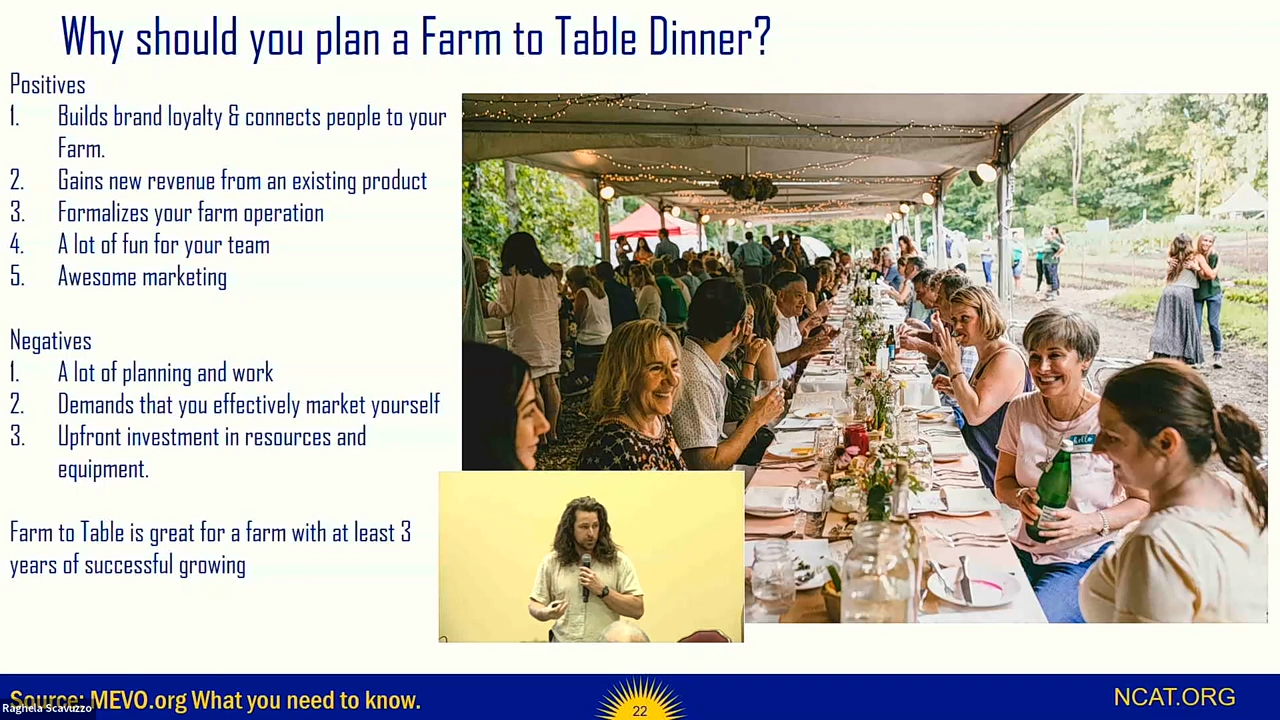 Why should you plan a Farm to Table Dinner?
Positives
1. Builds brand loyalty & connects people to your
Farm.
2. Gains new revenue from an existing product
3. Formalizes your farm operation
4. A lot of fun for your team
5. Awesome marketing
Negatives
1. A lot of planning and work
2. Demands that you effectively market yourself
3. Upfront investment in resources and
equipment.
Farm to Table is great for a farm with at least 3
years of successful growing
hello
Source: MEVO.org What you need to know.
Raghela Scavuzzo
22
NCAT.ORG